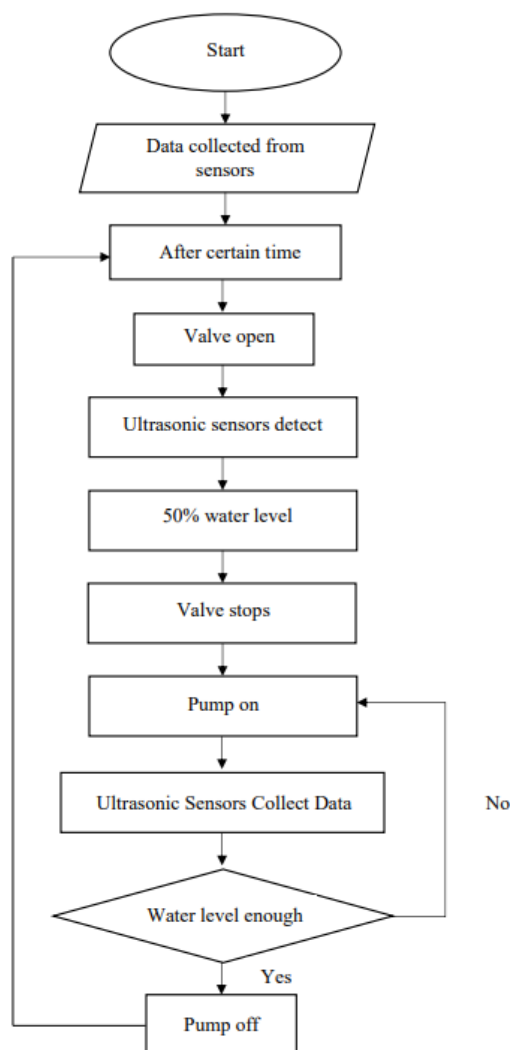 Start
Data collected from
sensors
After certain time
Valve open
Ultrasonic sensors detect
50% water level
Valve stops
Pump on
Ultrasonic Sensors Collect Data
No
Water level enough
Yes
Pump off